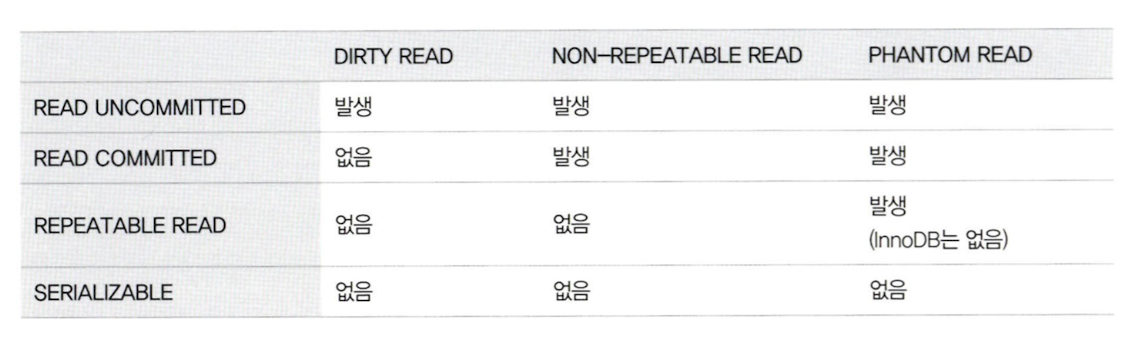 DIRTY READ NON-REPEATABLE READ PHANTOM READ
READ UNCOMMITTED 발생 발생 발생
READ COMMITTED 없음 발생 발생
REPEATABLE READ 없음 없음 발생
(InnoDB는 없음)
SERIALIZABLE 없음 없음 없음